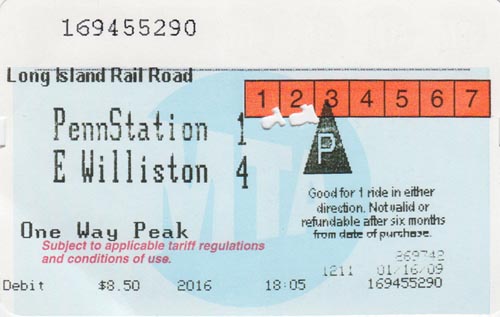 169455290
Long Island Rail Road
1 2 3 4 5 6 7
PennStation 1
E Williston 4
P
MTA
Good for 1 ride in either
direction. Not valid or
refundable after six months
from date of purchase.
One Way Peak
Subject to applicable tariff regulations
and conditions of use.
869742
1211 01/16/09
Debit $8.50 2016 18:05 169455290